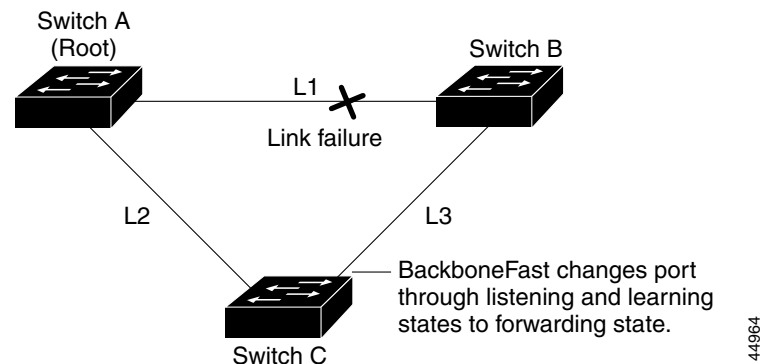 Switch A
(Root)
Switch B
L1
Link failure
L2
L3
BackboneFast changes port
through listening and learning
states to forwarding state.
Switch C
44964